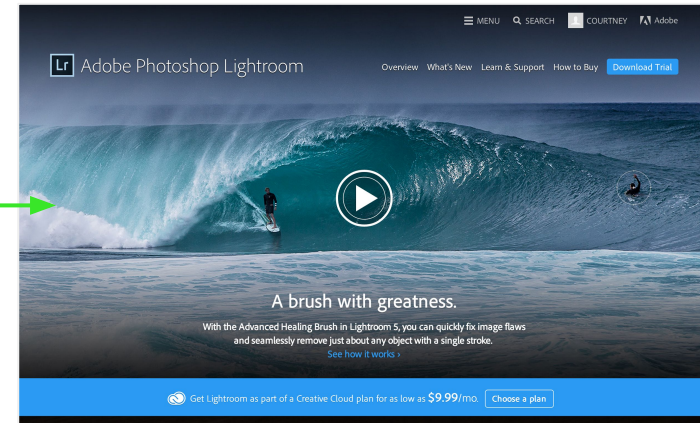 MENU SEARCH COURTNEY Adobe
Lr Adobe Photoshop Lightroom
Overview What's New Learn & Support How to Buy Download Trial
A brush with greatness.
With the Advanced Healing Brush in Lightroom 5, you can quickly fix image flaws
and seamlessly remove just about any object with a single stroke.
See how it works ›
Get Lightroom as part of a Creative Cloud plan for as low as $9.99/mo. Choose a plan